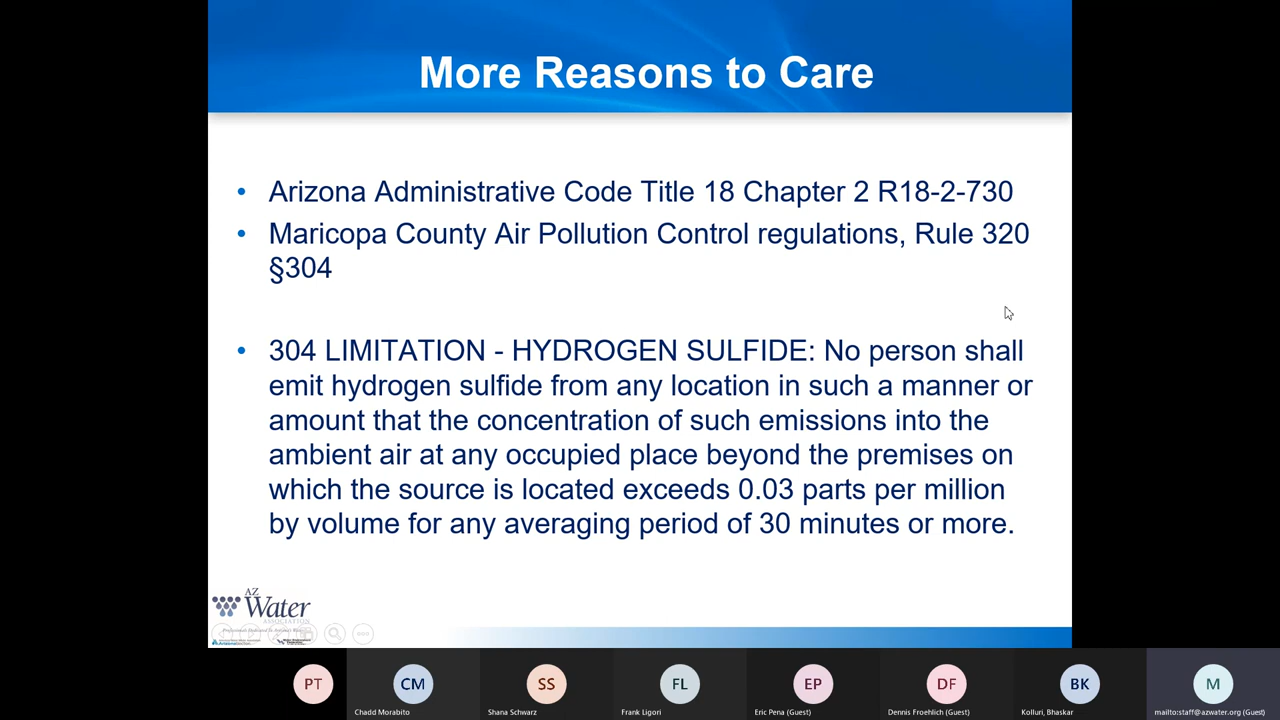 More Reasons to Care
• Arizona Administrative Code Title 18 Chapter 2 R18-2-730
• Maricopa County Air Pollution Control regulations, Rule 320
§304
• 304 LIMITATION - HYDROGEN SULFIDE: No person shall
emit hydrogen sulfide from any location in such a manner or
amount that the concentration of such emissions into the
ambient air at any occupied place beyond the premises on
which the source is located exceeds 0.03 parts per million
by volume for any averaging period of 30 minutes or more.
AZ
Water
ASSOCIATION
PT
CM
SS
FL
EP
DF
BK
M
Chadd Morabito
Shana Schwarz
Frank Ligori
Eric Pena (Guest)
Dennis Froehlich (Guest)
Kolluri, Bhaskar
mailto:staff@azwater.org (Guest)